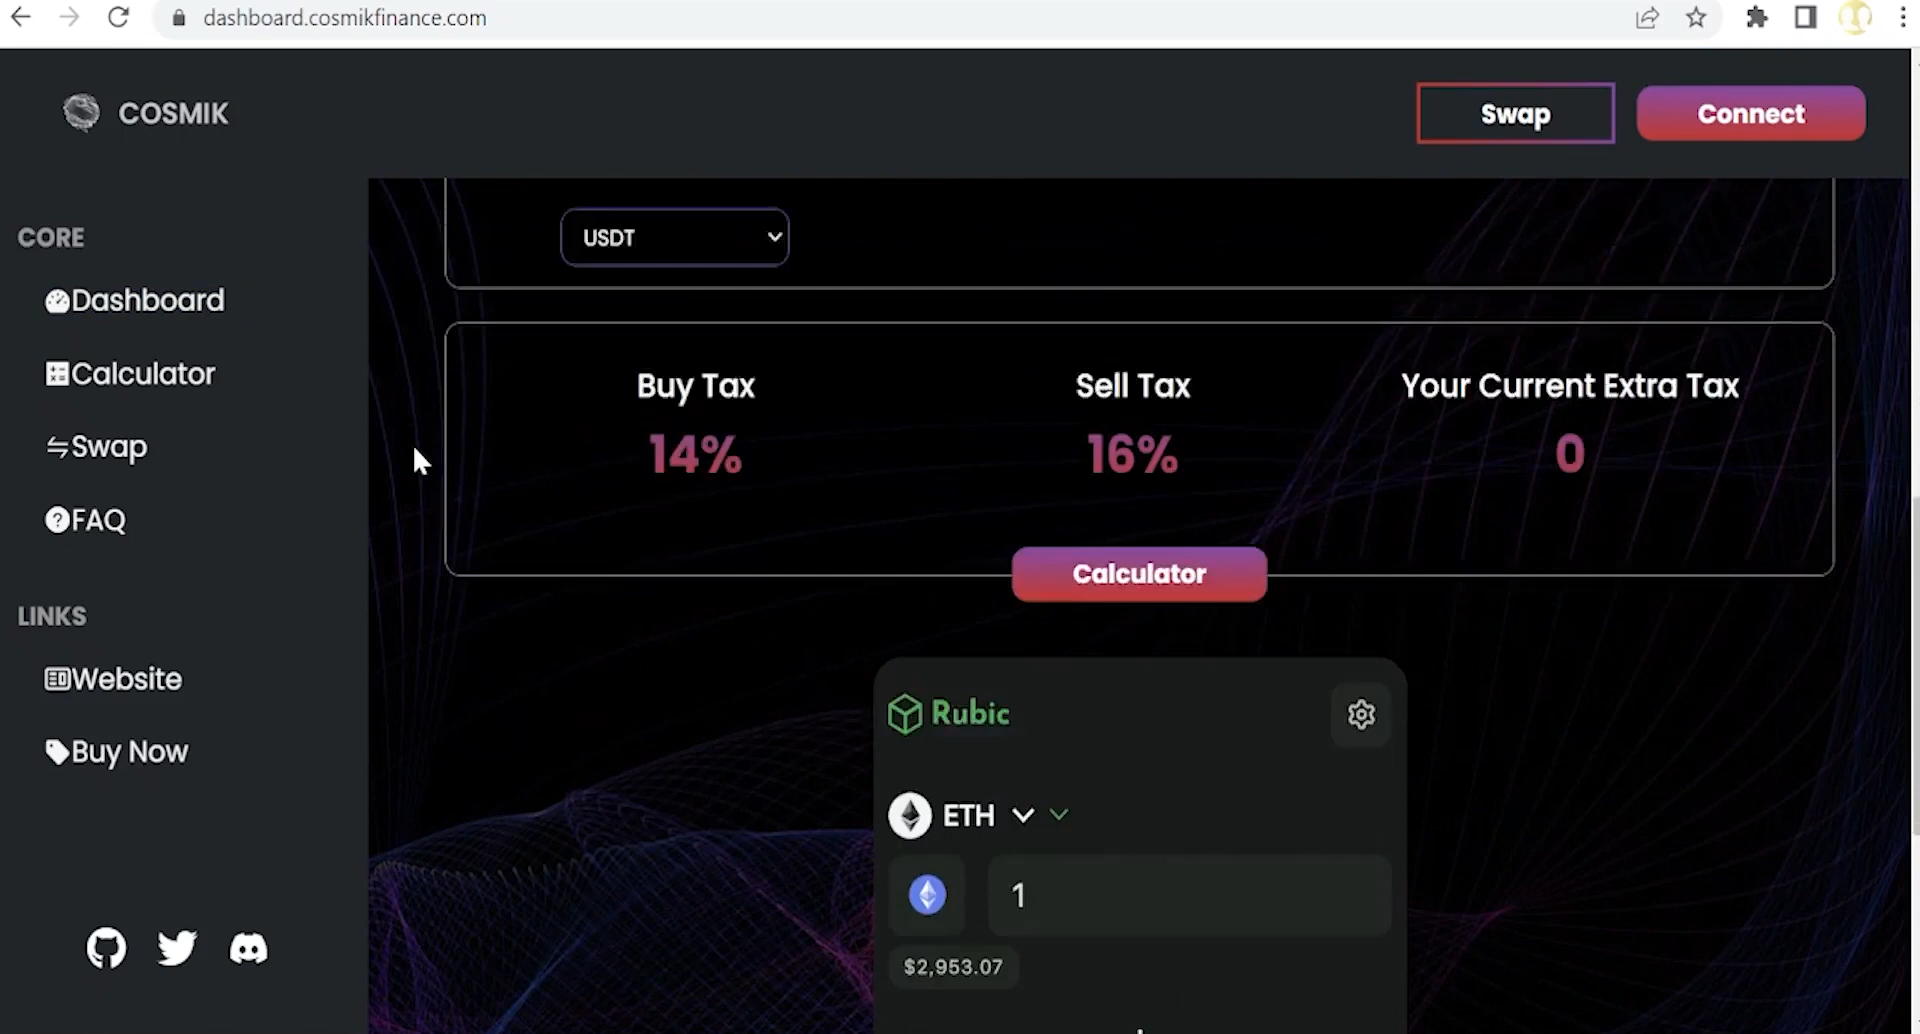 dashboard.cosmikfinance.com
COSMIK
Swap
Connect
CORE
Dashboard
Calculator
Swap
FAQ
LINKS
Website
Buy Now
USDT
Buy Tax
Sell Tax
Your Current Extra Tax
14%
16%
0
Calculator
Rubic
ETH
1
$2,953.07